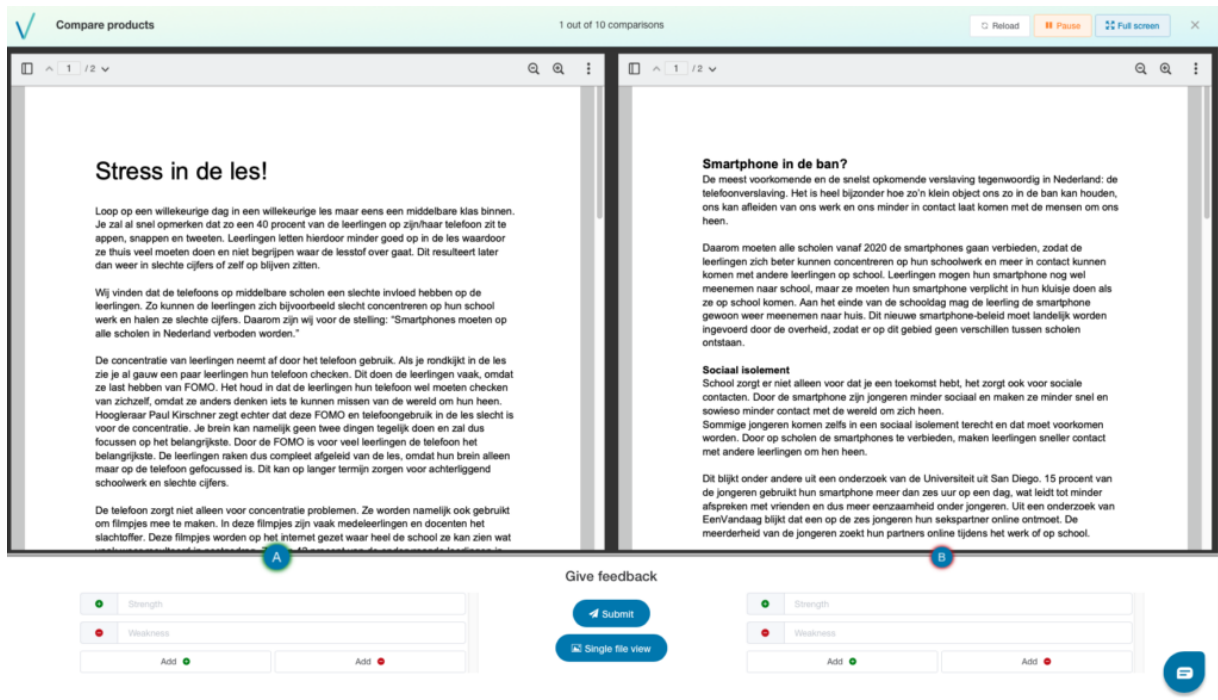 Compare products
1 out of 10 comparisons
Reload
Pause
Full screen
1 / 2
Stress in de les!
Loop op een willekeurige dag in een willekeurige les maar eens een middelbare klas binnen.
Je zal al snel opmerken dat zo een 40 procent van de leerlingen op zijn/haar telefoon zit te
appen, snappen en tweeten. Leerlingen letten hierdoor minder goed op in de les waardoor
ze thuis veel moeten doen en niet begrijpen waar de lesstof over gaat. Dit resulteert later
dan weer in slechte cijfers of zelf op blijven zitten.
Wij vinden dat de telefoons op middelbare scholen een slechte invloed hebben op de
leerlingen. Zo kunnen de leerlingen zich bijvoorbeeld slecht concentreren op hun school
werk en halen ze slechte cijfers. Daarom zijn wij voor de stelling: “Smartphones moeten op
alle scholen in Nederland verboden worden.”
De concentratie van leerlingen neemt af door het telefoon gebruik. Als je rondkijkt in de les
zie je al gauw een paar leerlingen hun telefoon checken. Dit doen de leerlingen vaak, omdat
ze last hebben van FOMO. Het houd in dat de leerlingen hun telefoon wel moeten checken
van zichzelf, omdat ze anders denken iets te kunnen missen van de wereld om hun heen.
Hoogleraar Paul Kirschner zegt echter dat deze FOMO en telefoongebruik in de les slecht is
voor de concentratie. Je brein kan namelijk geen twee dingen tegelijk doen en zal dus
focussen op het belangrijkste. Door de FOMO is voor veel leerlingen de telefoon het
belangrijkste. De leerlingen raken dus compleet afgeleid van de les, omdat hun brein alleen
maar op de telefoon gefocussed is. Dit kan op langer termijn zorgen voor achterliggend
schoolwerk en slechte cijfers.
De telefoon zorgt niet alleen voor concentratie problemen. Ze worden namelijk ook gebruikt
om filmpjes mee te maken. In deze filmpjes zijn vaak medeleerlingen en docenten het
slachtoffer. Deze filmpjes worden op het internet gezet waar heel de school ze kan zien wat
1 / 2
Smartphone in de ban?
De meest voorkomende en de snelst opkomende verslaving tegenwoordig in Nederland: de
telefoonverslaving. Het is heel bijzonder hoe zo’n klein object ons zo in de ban kan houden,
ons kan afleiden van ons werk en ons minder in contact laat komen met de mensen om ons
heen.
Daarom moeten alle scholen vanaf 2020 de smartphones gaan verbieden, zodat de
leerlingen zich beter kunnen concentreren op hun schoolwerk en meer in contact kunnen
komen met andere leerlingen op school. Leerlingen mogen hun smartphone nog wel
meenemen naar school, maar ze moeten hun smartphone verplicht in hun kluisje doen als
ze op school komen. Aan het einde van de schooldag mag de leerling de smartphone
gewoon weer meenemen naar huis. Dit nieuwe smartphone-beleid moet landelijk worden
ingevoerd door de overheid, zodat er op dit gebied geen verschillen tussen scholen
ontstaan.
Sociaal isolement
School zorgt er niet alleen voor dat je een toekomst hebt, het zorgt ook voor sociale
contacten. Door de smartphone zijn jongeren minder sociaal en maken ze minder snel en
sowieso minder contact met de wereld om zich heen.
Sommige jongeren komen zelfs in een sociaal isolement terecht en dat moet voorkomen
worden. Door op scholen de smartphones te verbieden, maken leerlingen sneller contact
met andere leerlingen om hen heen.
Dit blijkt onder andere uit een onderzoek van de Universiteit uit San Diego. 15 procent van
de jongeren gebruikt hun smartphone meer dan zes uur op een dag, wat leidt tot minder
afspreken met vrienden en dus meer eenzaamheid onder jongeren. Uit een onderzoek van
EenVandaag blijkt dat een op de zes jongeren hun sekspartner online ontmoet. De
meerderheid van de jongeren zoekt hun partners online tijdens het werk of op school.
A
B
Give feedback
Strength
Weakness
Add
Add
Submit
Single file view
Strength
Weakness
Add
Add